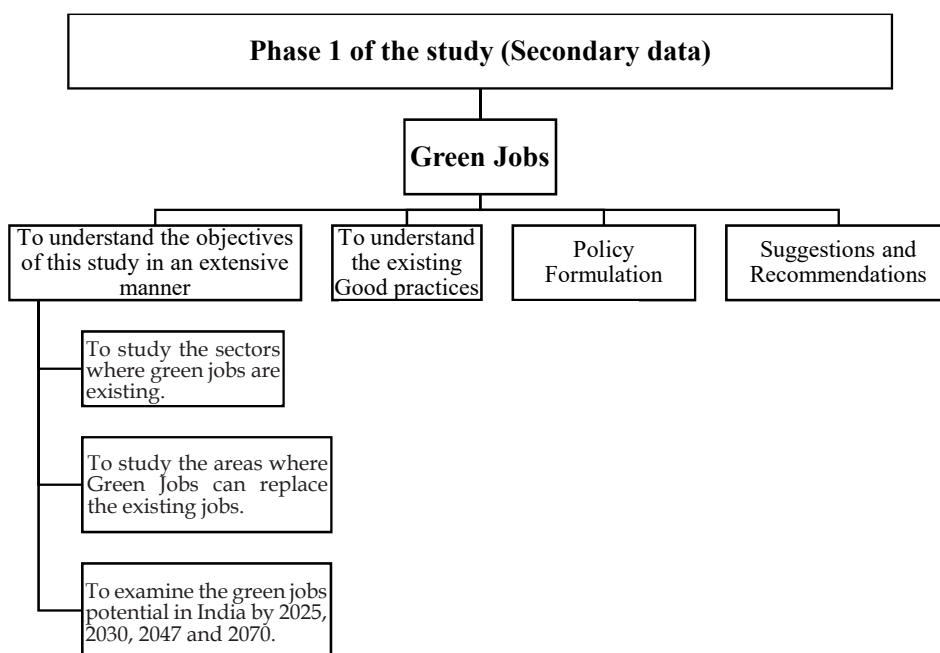 Phase 1 of the study (Secondary data)
Green Jobs
To understand the objectives
of this study in an extensive
manner
To understand
the existing
Good practices
Policy
Formulation
Suggestions and
Recommendations
To study the sectors
where green jobs are
existing.
To study the areas where
Green Jobs can replace
the existing jobs.
To examine the green jobs
potential in India by 2025,
2030, 2047 and 2070.